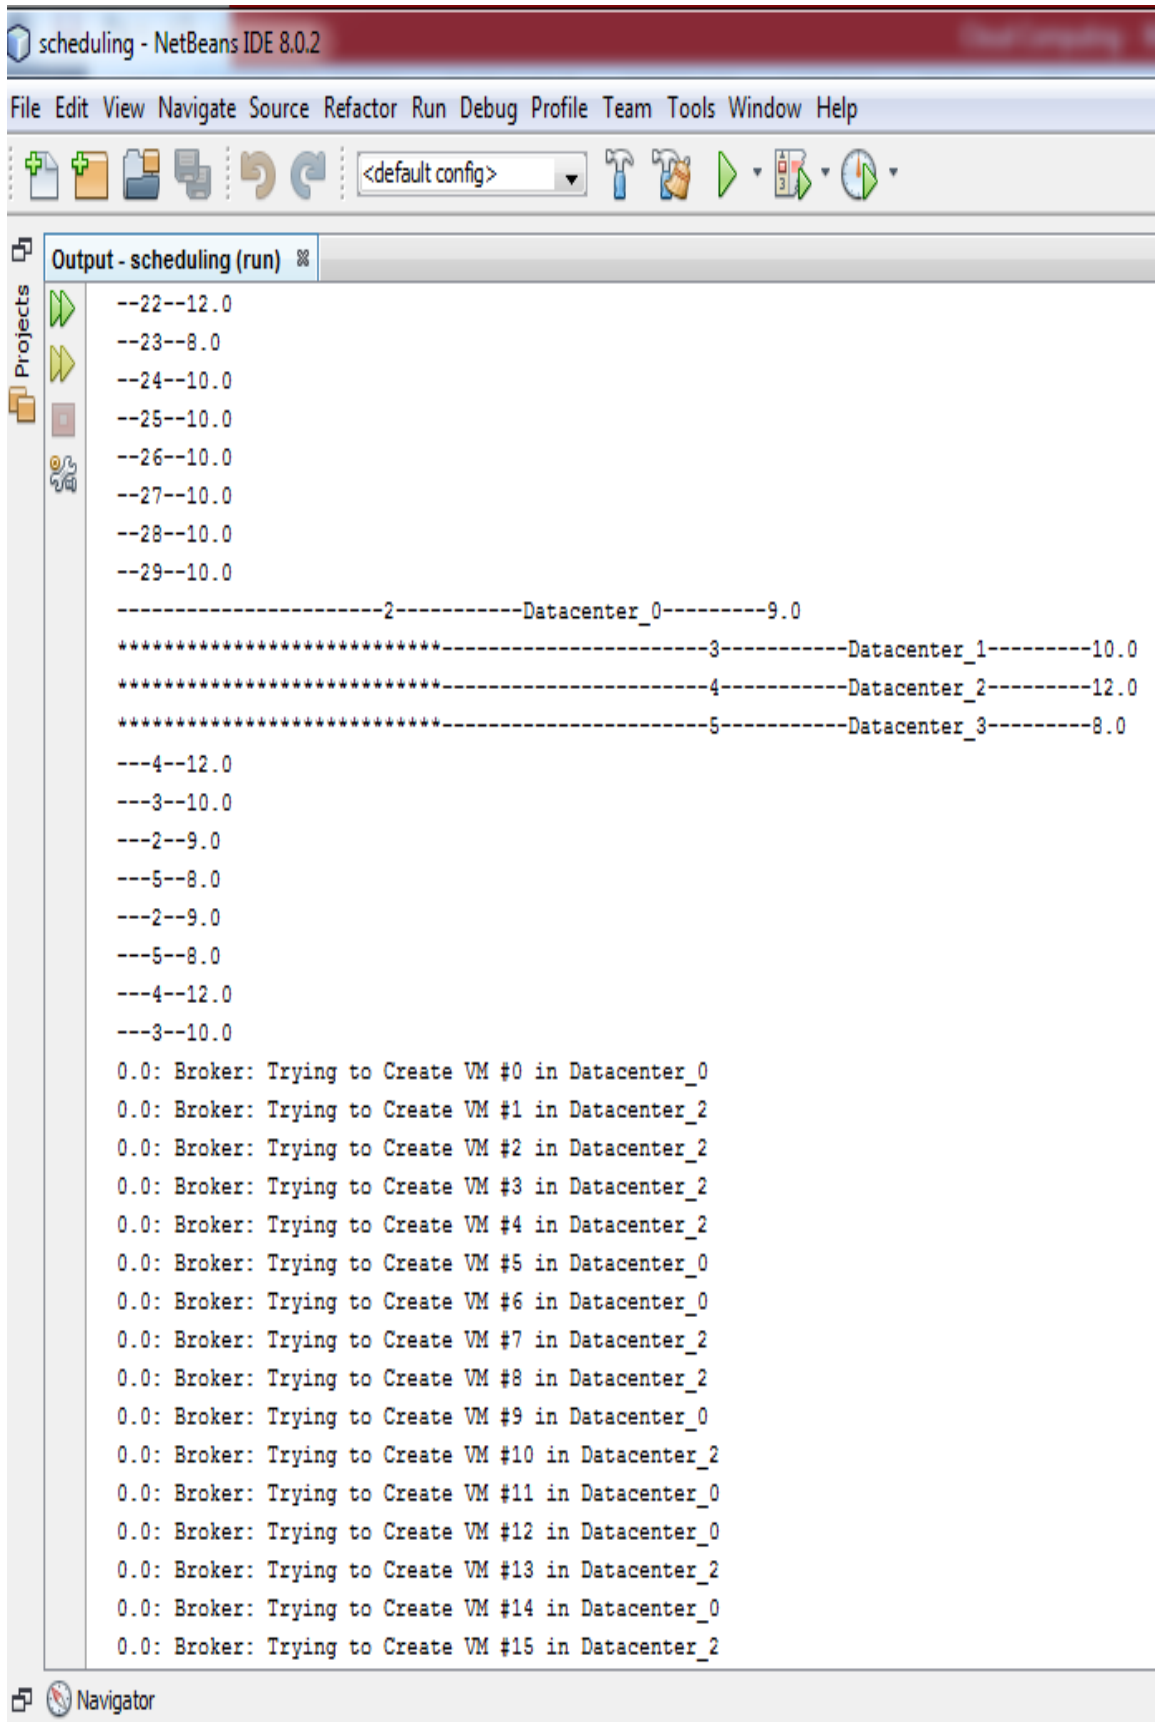 scheduling - NetBeans IDE 8.0.2
File Edit View Navigate Source Refactor Run Debug Profile Team Tools Window Help
<default config>
Output - scheduling (run)
Projects
--22--12.0
--23--8.0
--24--10.0
--25--10.0
--26--10.0
--27--10.0
--28--10.0
--29--10.0
-----------------------2-----------Datacenter_0---------9.0
****************************-----------------------3-----------Datacenter_1---------10.0
****************************-----------------------4-----------Datacenter_2---------12.0
****************************-----------------------5-----------Datacenter_3---------8.0
---4--12.0
---3--10.0
---2--9.0
---5--8.0
---2--9.0
---5--8.0
---4--12.0
---3--10.0
0.0: Broker: Trying to Create VM #0 in Datacenter_0
0.0: Broker: Trying to Create VM #1 in Datacenter_2
0.0: Broker: Trying to Create VM #2 in Datacenter_2
0.0: Broker: Trying to Create VM #3 in Datacenter_2
0.0: Broker: Trying to Create VM #4 in Datacenter_2
0.0: Broker: Trying to Create VM #5 in Datacenter_0
0.0: Broker: Trying to Create VM #6 in Datacenter_0
0.0: Broker: Trying to Create VM #7 in Datacenter_2
0.0: Broker: Trying to Create VM #8 in Datacenter_2
0.0: Broker: Trying to Create VM #9 in Datacenter_0
0.0: Broker: Trying to Create VM #10 in Datacenter_2
0.0: Broker: Trying to Create VM #11 in Datacenter_0
0.0: Broker: Trying to Create VM #12 in Datacenter_0
0.0: Broker: Trying to Create VM #13 in Datacenter_2
0.0: Broker: Trying to Create VM #14 in Datacenter_0
0.0: Broker: Trying to Create VM #15 in Datacenter_2
Navigator